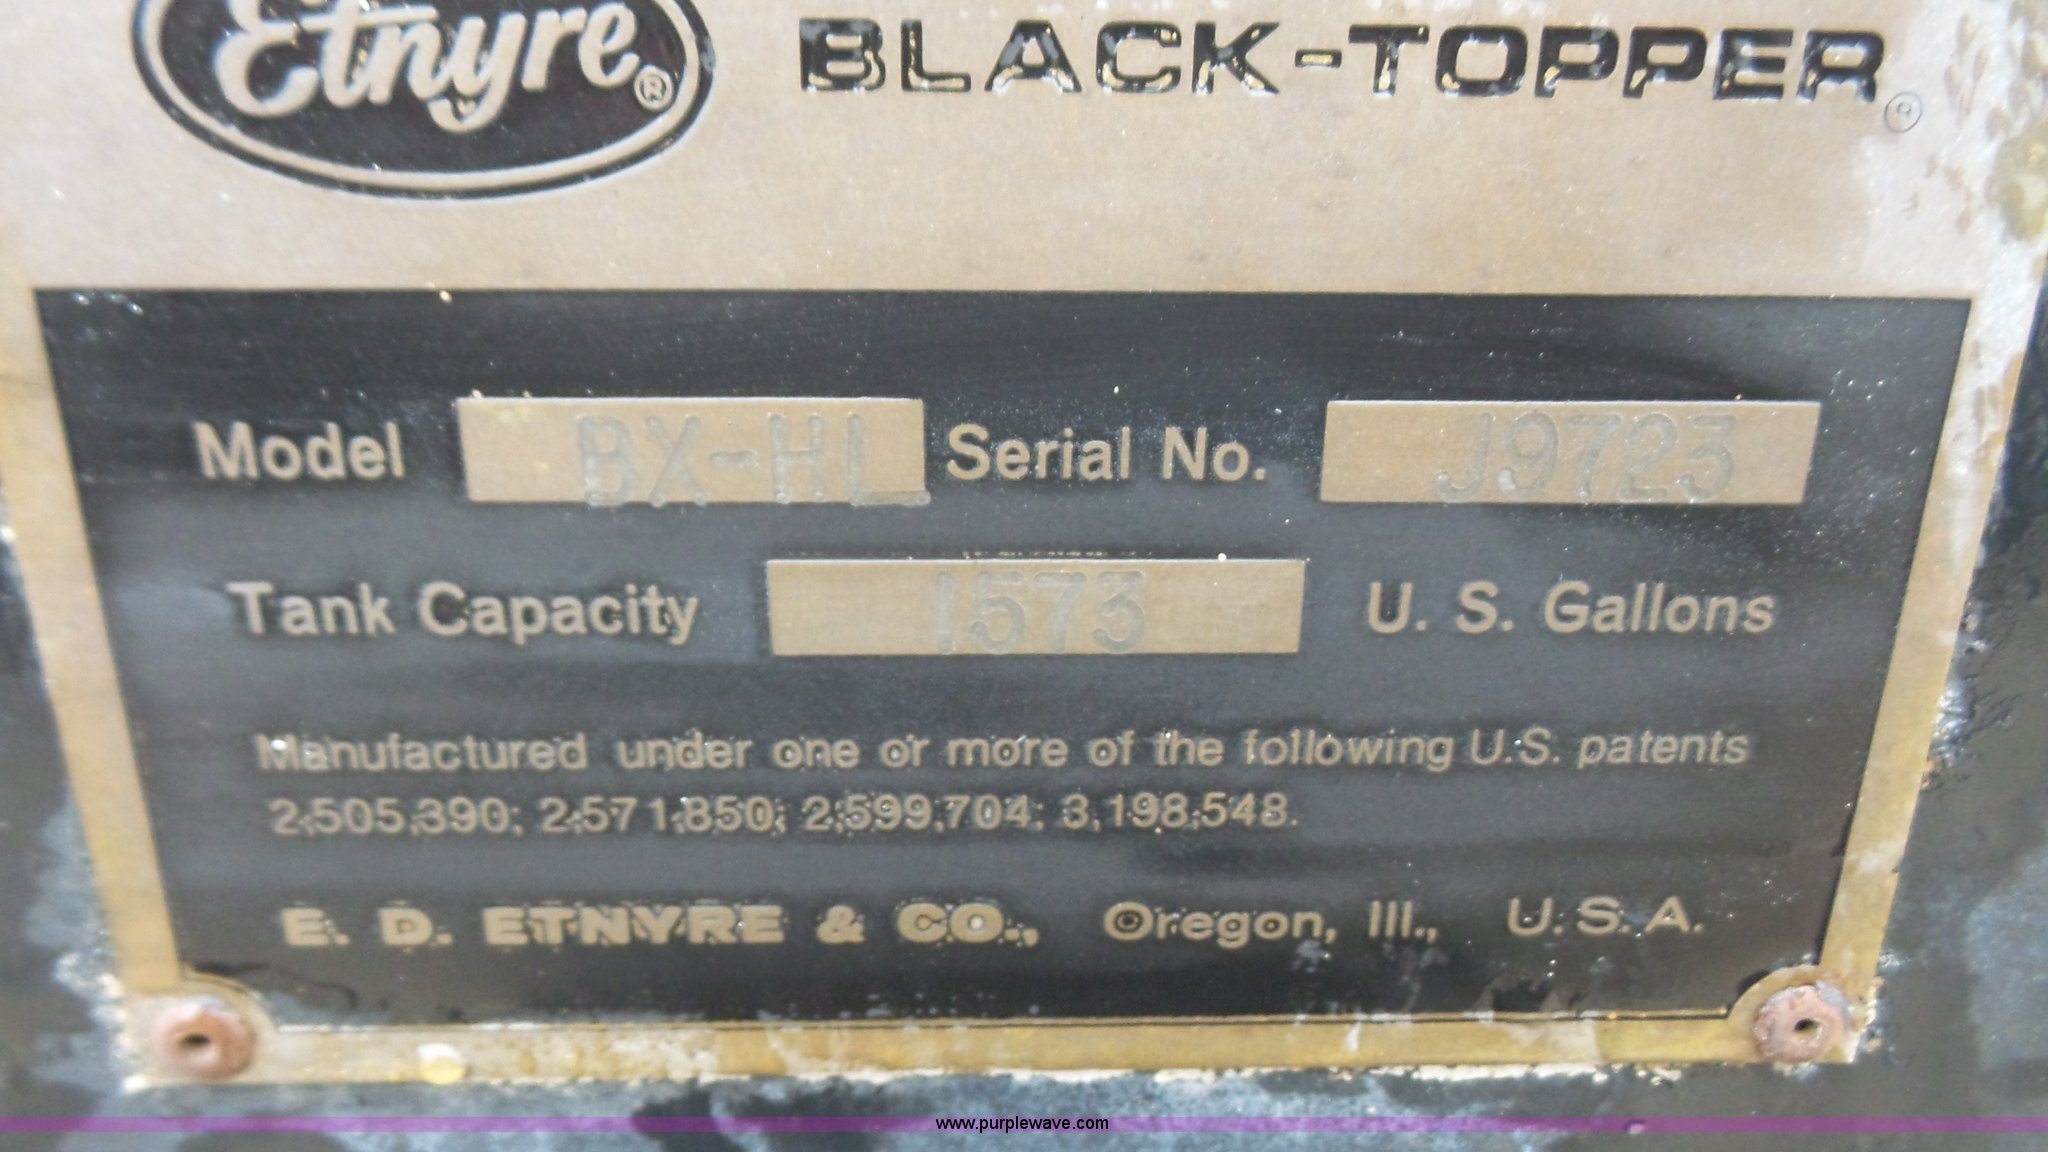 Etnyre®
BLACK-TOPPER®
Model BX-HL Serial No. J9723
Tank Capacity 1573 U. S. Gallons
Manufactured under one or more of the following U.S. patents
2,505,390; 2,571,850; 2,599,704; 3,198,548.
E. D. ETNYRE & CO., Oregon, Ill., U.S.A.
www.purplewave.com